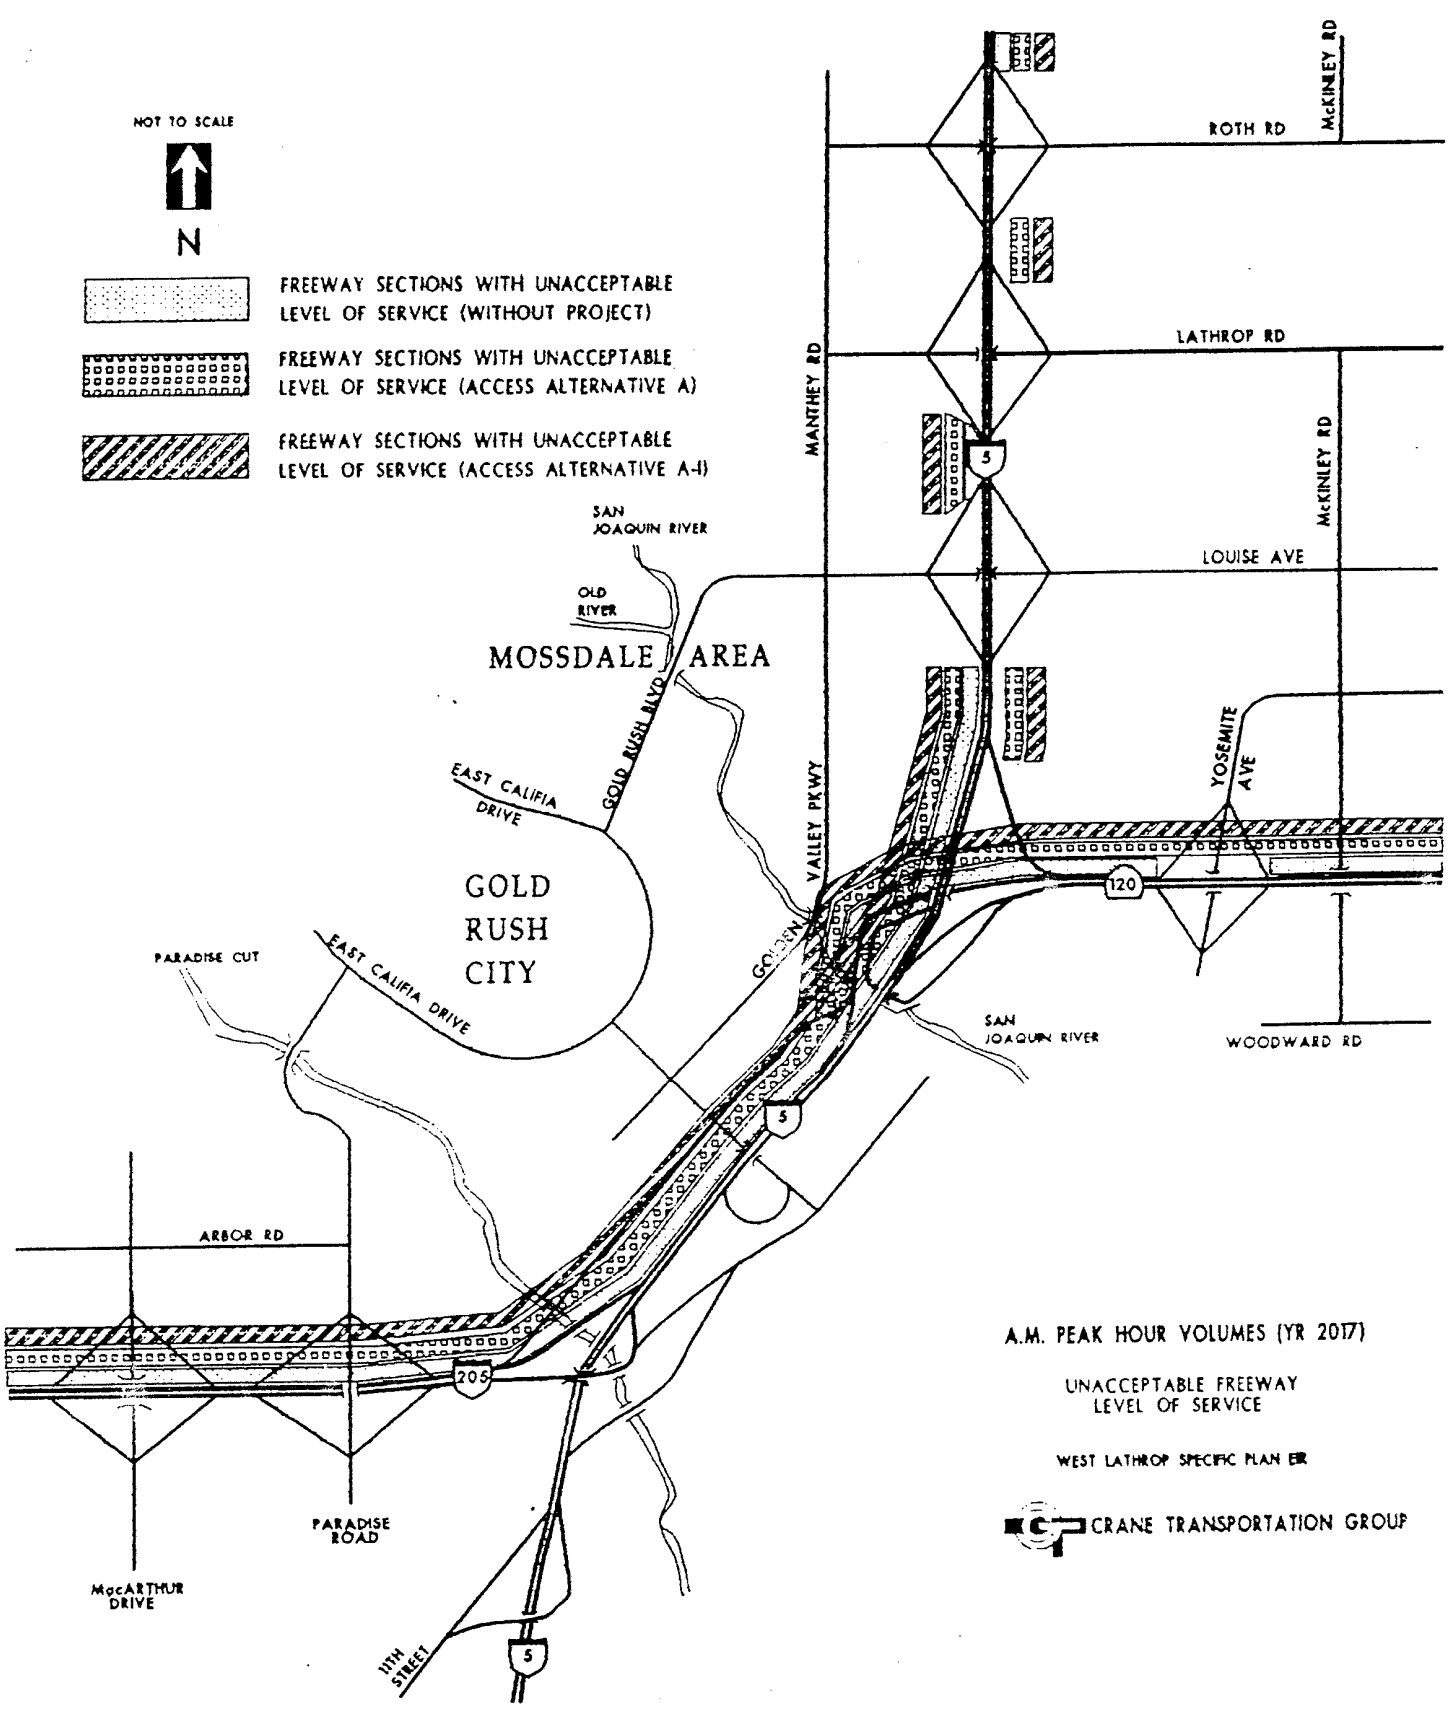 NOT TO SCALE
N
FREEWAY SECTIONS WITH UNACCEPTABLE
LEVEL OF SERVICE (WITHOUT PROJECT)
FREEWAY SECTIONS WITH UNACCEPTABLE
LEVEL OF SERVICE (ACCESS ALTERNATIVE A)
FREEWAY SECTIONS WITH UNACCEPTABLE
LEVEL OF SERVICE (ACCESS ALTERNATIVE A-1)
McKINLEY RD
ROTH RD
LATHROP RD
MANTHEY RD
5
McKINLEY RD
SAN
JOAQUIN RIVER
LOUISE AVE
OLD
RIVER
MOSSDALE AREA
GOLD RUSH BLVD
YOSEMITE
AVE
EAST CALIFIA
DRIVE
GOLDEN
VALLEY PKWY
GOLD
RUSH
CITY
120
EAST CALIFIA DRIVE
PARADISE CUT
SAN
JOAQUIN RIVER
WOODWARD RD
5
ARBOR RD
205
A.M. PEAK HOUR VOLUMES (YR 2017)
UNACCEPTABLE FREEWAY
LEVEL OF SERVICE
WEST LATHROP SPECIFIC PLAN EIR
CRANE TRANSPORTATION GROUP
PARADISE
ROAD
MacARTHUR
DRIVE
11TH
STREET
5